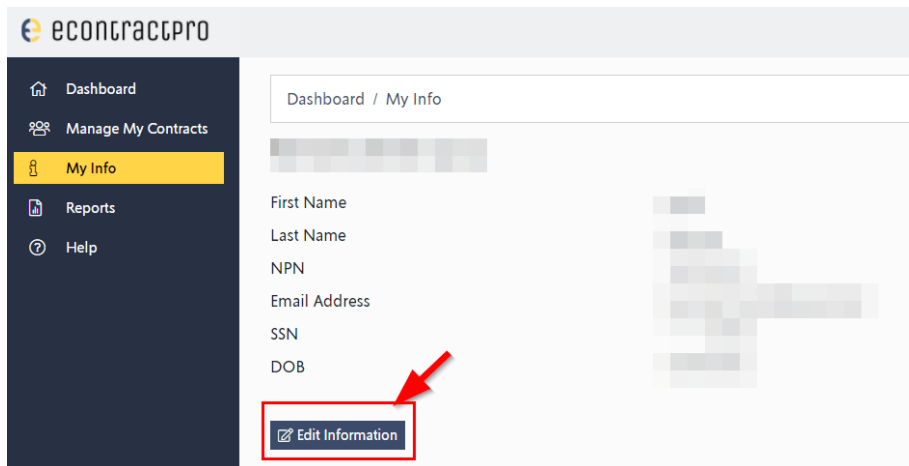 econtractpro
Dashboard
Manage My Contracts
My Info
Reports
Help
Dashboard / My Info
First Name
Last Name
NPN
Email Address
SSN
DOB
Edit Information